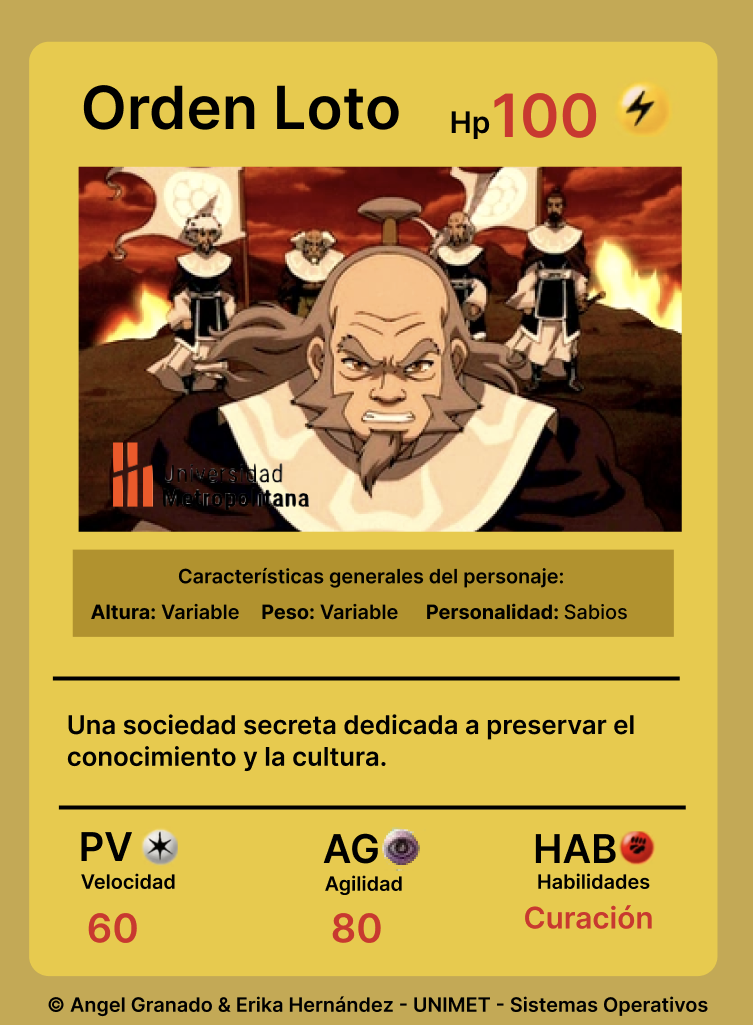 Orden Loto Hp100
Universidad
Metropolitana
Características generales del personaje:
Altura: Variable Peso: Variable Personalidad: Sabios
Una sociedad secreta dedicada a preservar el
conocimiento y la cultura.
PV AG HAB
Velocidad Agilidad Habilidades
60 80 Curación
© Angel Granado & Erika Hernández - UNIMET - Sistemas Operativos